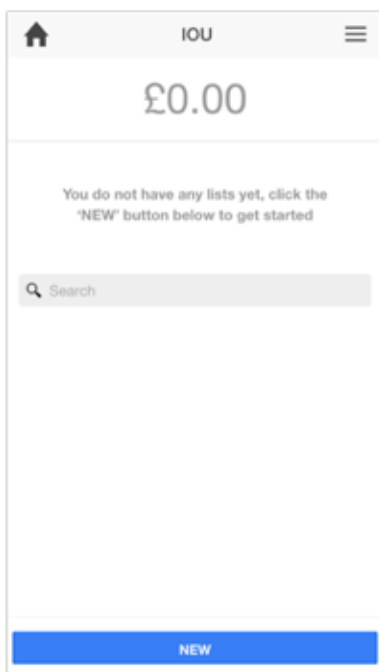 IOU
£0.00
You do not have any lists yet, click the
'NEW' button below to get started
Search
NEW